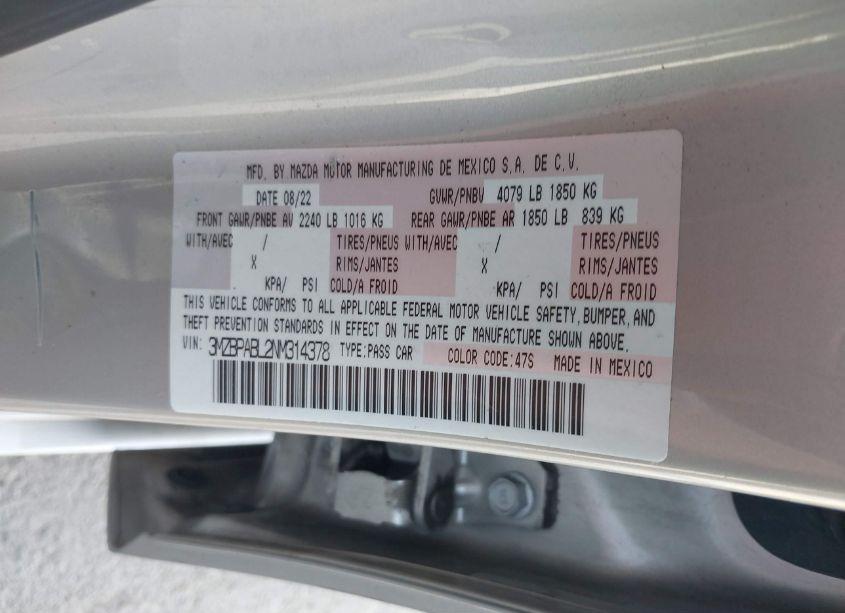 MFD. BY MAZDA MOTOR MANUFACTURING DE MEXICO S.A. DE C.V.
DATE 08/22 GVWR/PNBV 4079 LB 1850 KG
FRONT GAWR/PNBE AV 2240 LB 1016 KG REAR GAWR/PNBE AR 1850 LB 839 KG
WITH/AVEC / TIRES/PNEUS WITH/AVEC / TIRES/PNEUS
X RIMS/JANTES X RIMS/JANTES
KPA/ PSI COLD/A FROID KPA/ PSI COLD/A FROID
THIS VEHICLE CONFORMS TO ALL APPLICABLE FEDERAL MOTOR VEHICLE SAFETY, BUMPER, AND
THEFT PREVENTION STANDARDS IN EFFECT ON THE DATE OF MANUFACTURE SHOWN ABOVE.
VIN: 3MZBPABL2NM314378 TYPE:PASS CAR COLOR CODE:47S MADE IN MEXICO